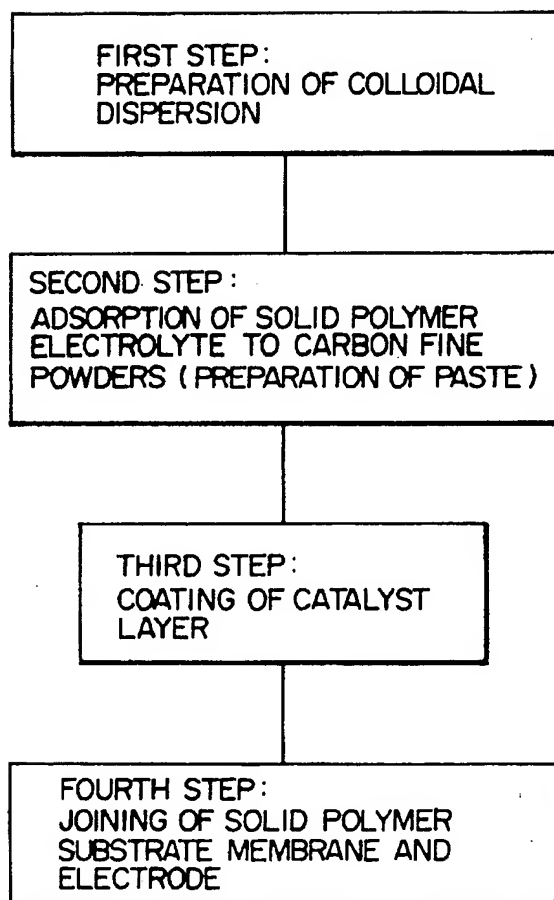 FIRST STEP:
PREPARATION OF COLLOIDAL
DISPERSION
SECOND STEP:
ADSORPTION OF SOLID POLYMER
ELECTROLYTE TO CARBON FINE
POWDERS (PREPARATION OF PASTE)
THIRD STEP:
COATING OF CATALYST
LAYER
FOURTH STEP:
JOINING OF SOLID POLYMER
SUBSTRATE MEMBRANE AND
ELECTRODE